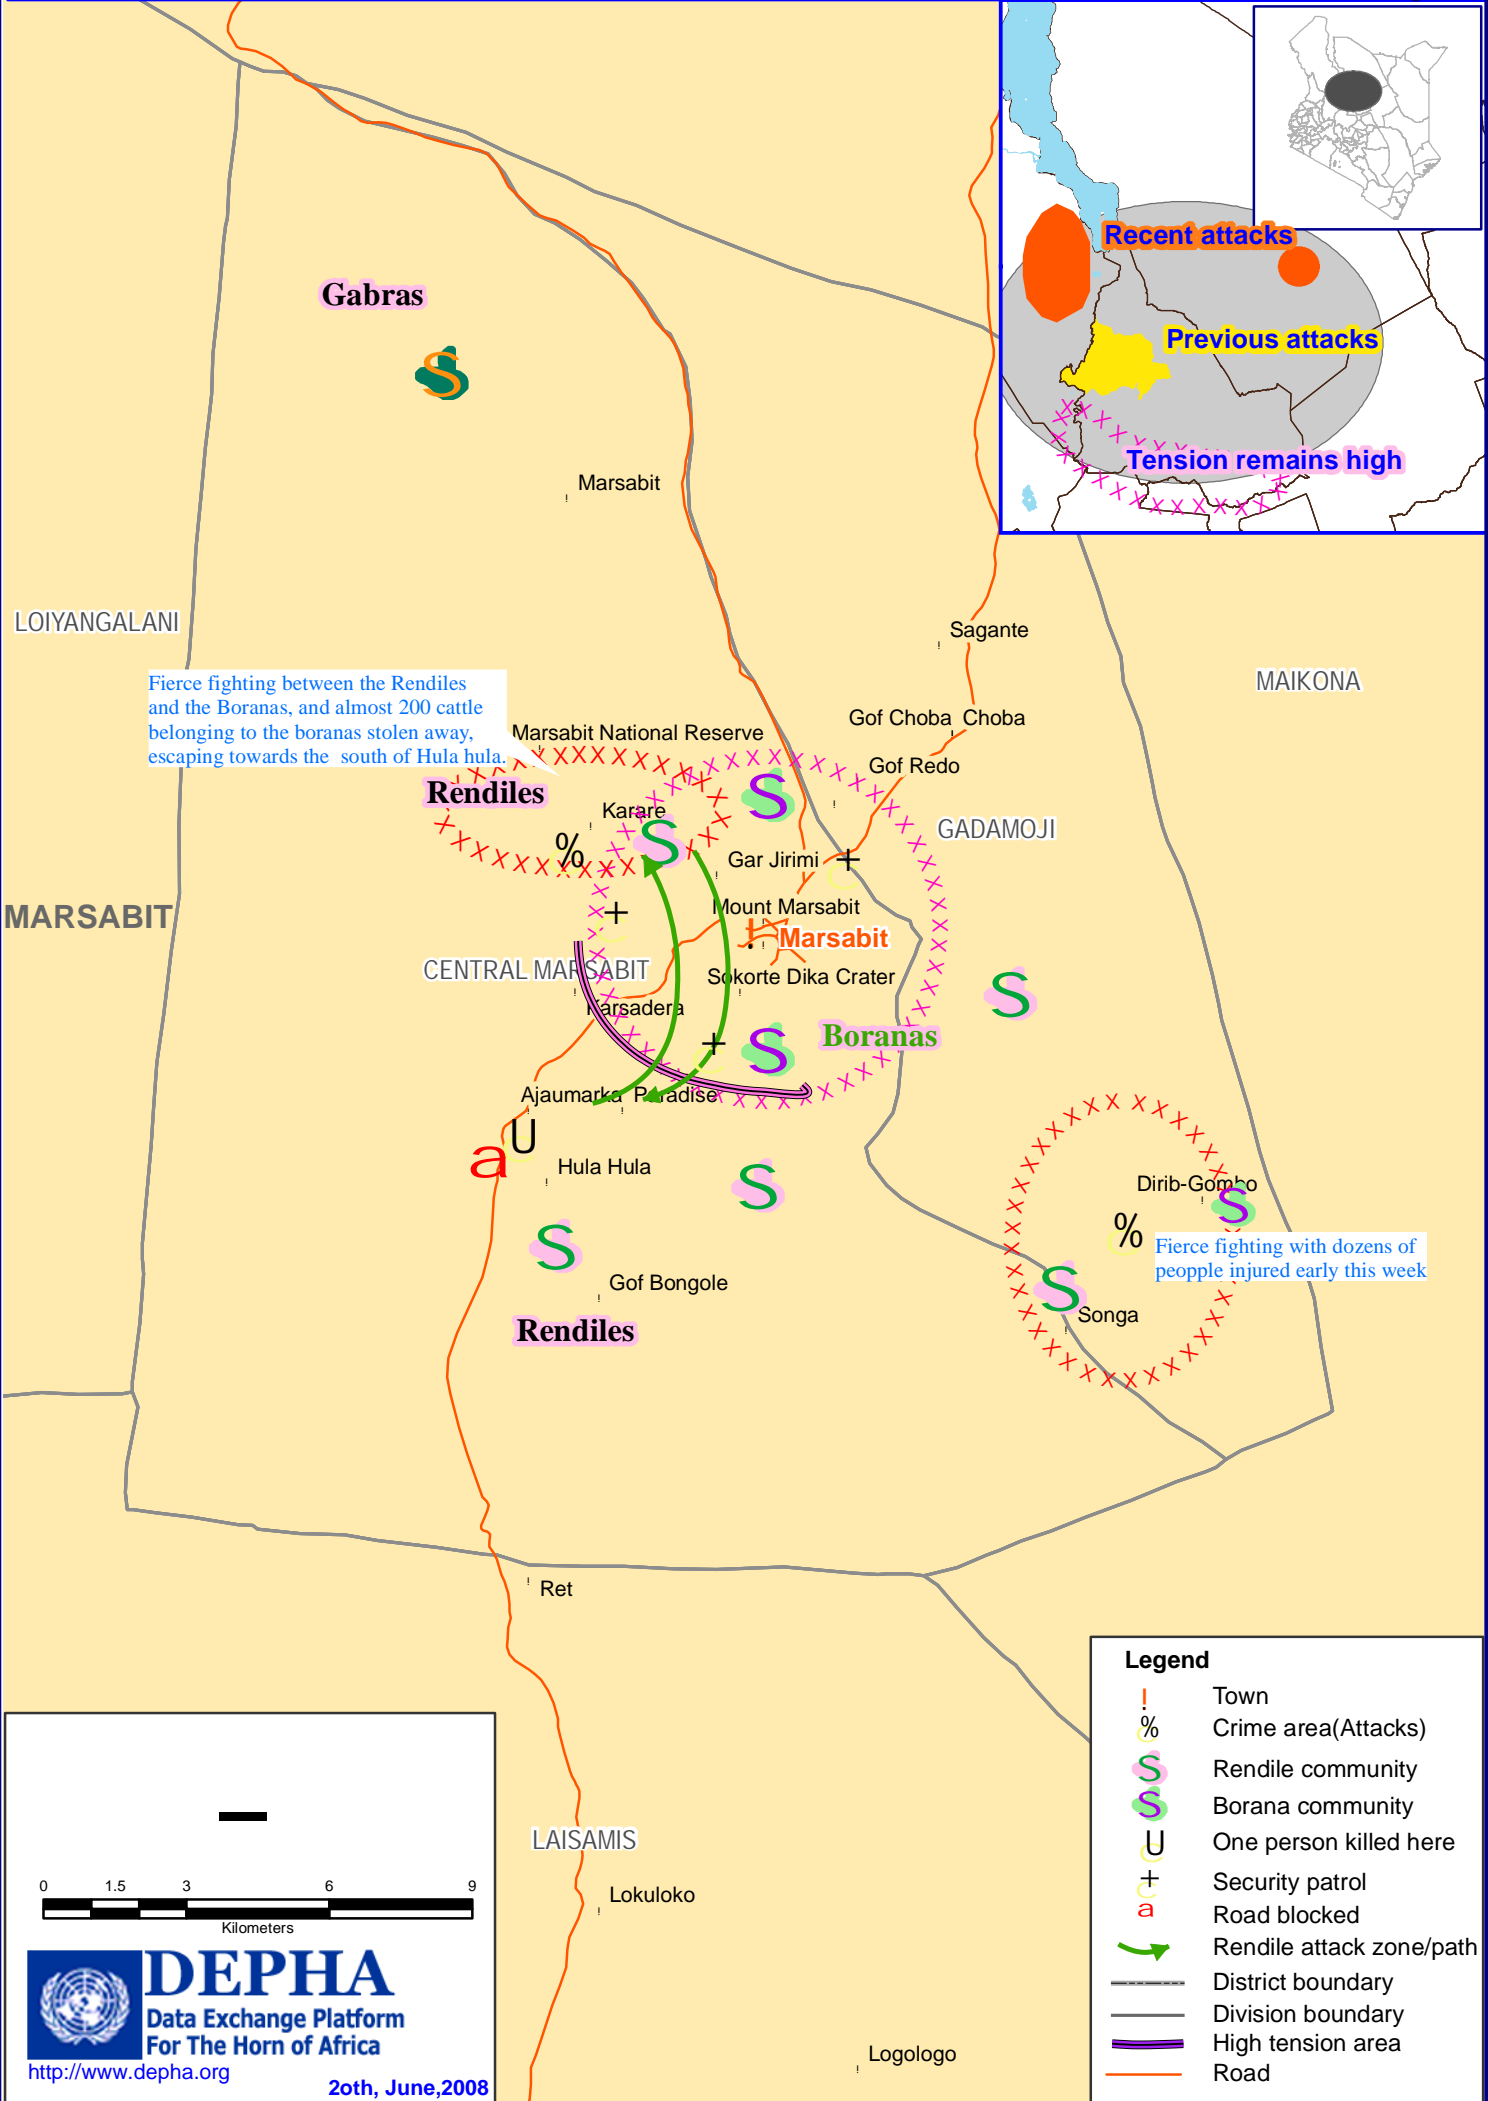 Recent attacks
Previous attacks
Tension remains high
Gabras
S
Marsabit
LOIYANGALANI
Sagante
MAIKONA
Fierce fighting between the Rendiles
and the Boranas, and almost 200 cattle
belonging to the boranas stolen away,
escaping towards the south of Hula hula.
Marsabit National Reserve
Gof Choba Choba
Gof Redo
Rendiles
Karare
S
S
%
GADAMOJI
Gar Jirimi
+
MARSABIT
+
Mount Marsabit
!
Marsabit
CENTRAL MARSABIT
Sokorte Dika Crater
S
Karsadera
Boranas
+
S
Ajaumarka Paradise
U
a
Hula Hula
S
Dirib-Gombo
S
%
Fierce fighting with dozens of
peopple injured early this week
S
Gof Bongole
S
Songa
Rendiles
Ret
LAISAMIS
Lokuloko
Logologo
Legend
! Town
% Crime area(Attacks)
S Rendile community
S Borana community
U One person killed here
+ Security patrol
a Road blocked
Rendile attack zone/path
District boundary
Division boundary
High tension area
Road
0 1.5 3 6 9
Kilometers
DEPHA
Data Exchange Platform
For The Horn of Africa
http://www.depha.org
2oth, June,2008